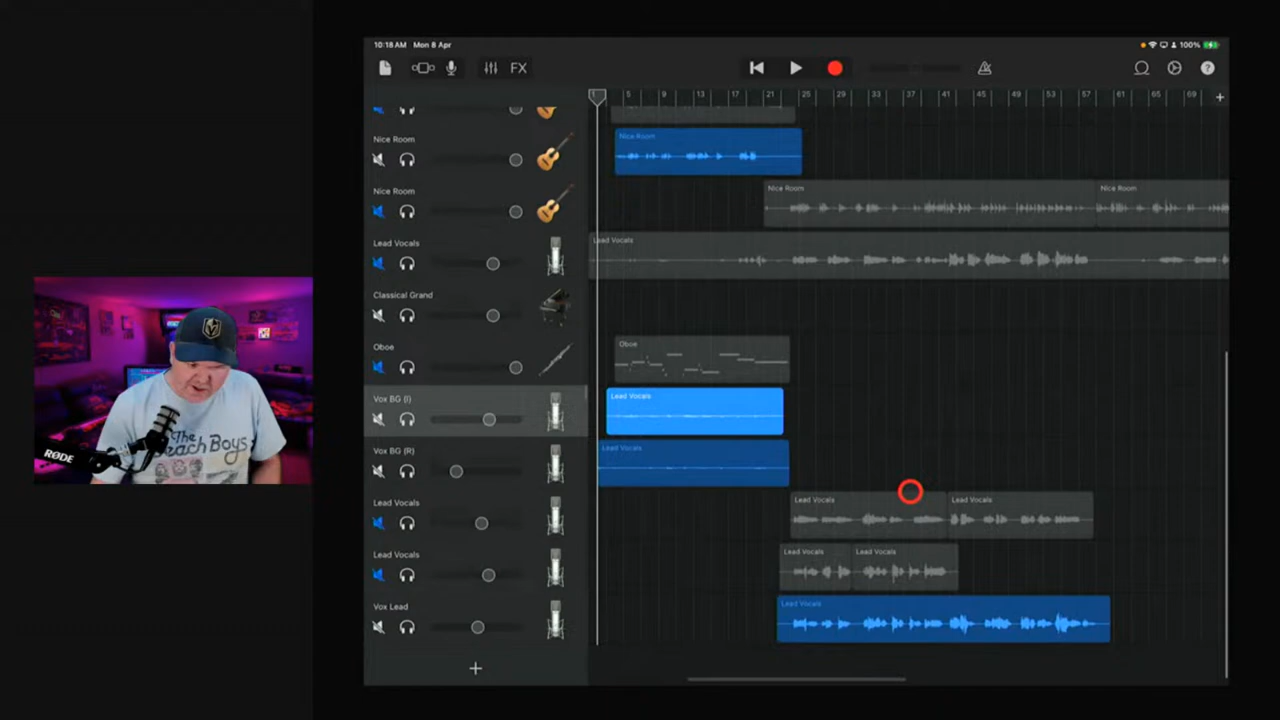 10:18 AM Mon 8 Apr
100%
FX
1 5 9 13 17 21 25 29 33 37 41 45 49 53 57 61 65 69
Nice Room
Nice Room
Nice Room
Nice Room
Nice Room
Lead Vocals
Lead Vocals
Classical Grand
Oboe
Oboe
Vox BG (l)
Lead Vocals
Vox BG (R)
Lead Vocals
Lead Vocals
Lead Vocals
Lead Vocals
Lead Vocals
Lead Vocals
Lead Vocals
Vox Lead
Lead Vocals
The
Beach Boys
RØDE